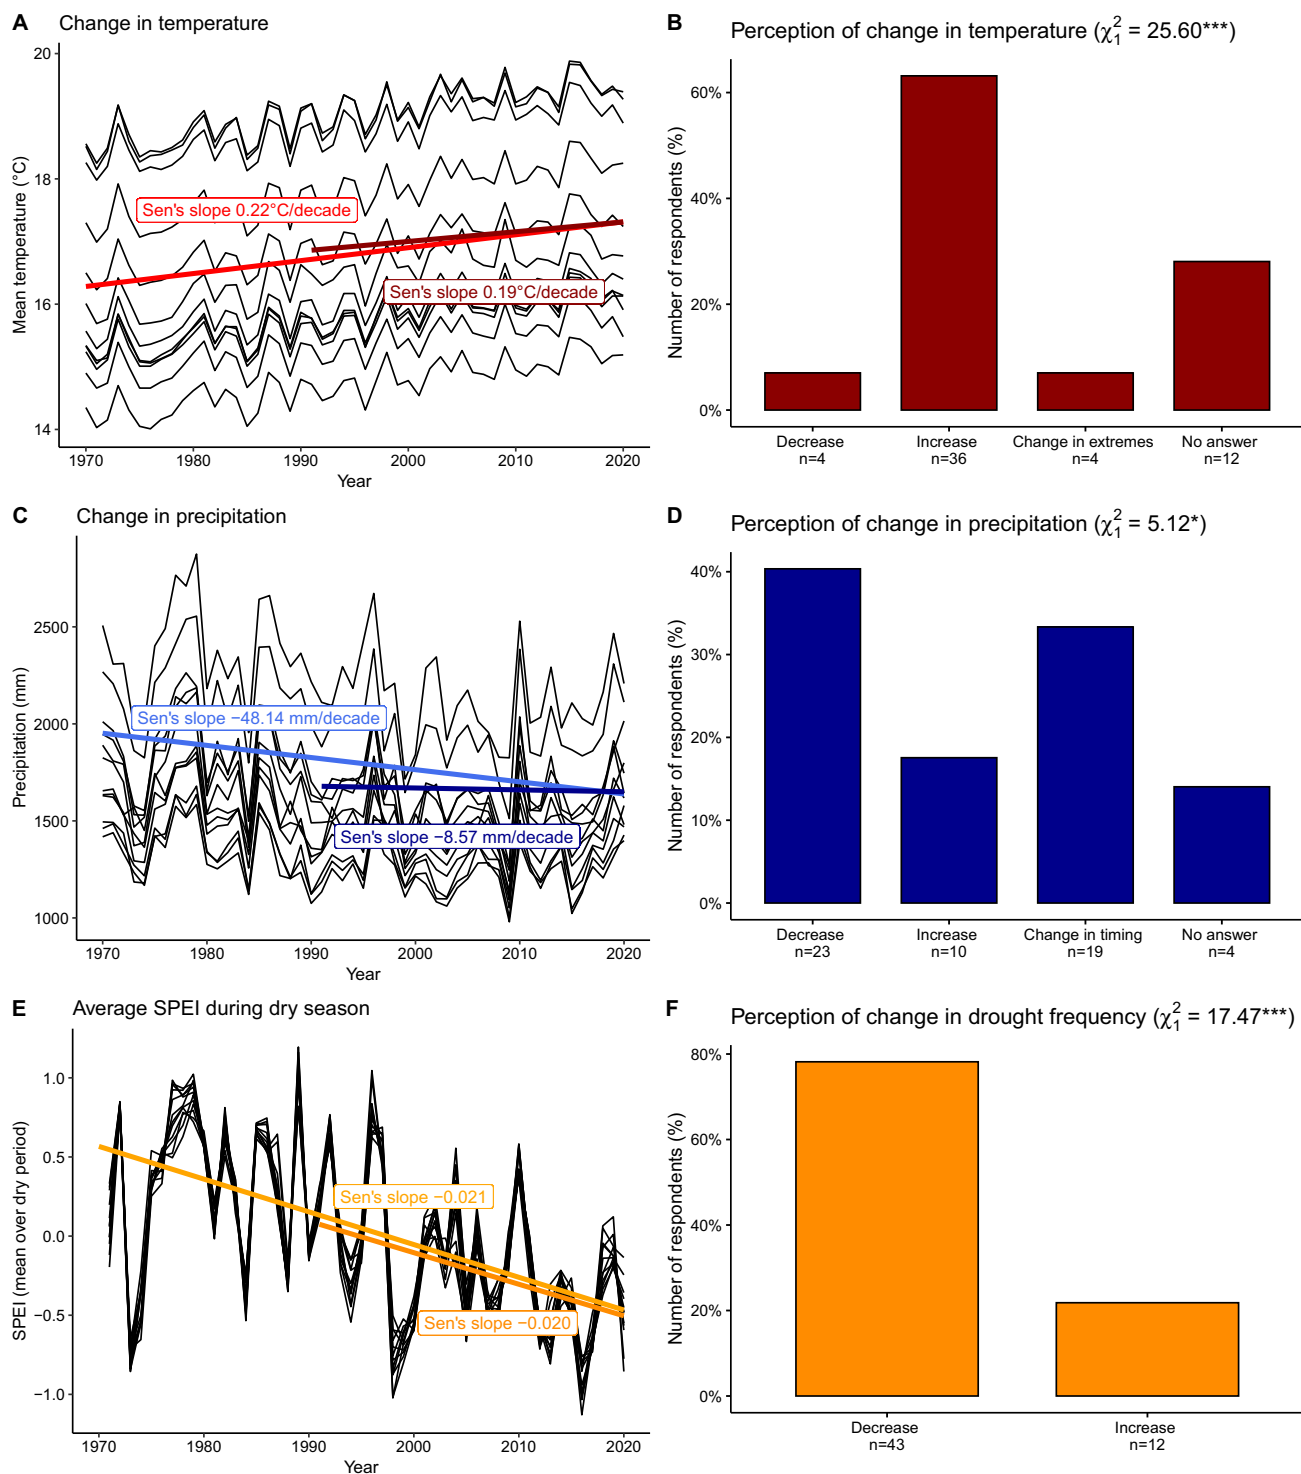 A Change in temperature
Mean temperature (°C)
20
18
16
14
Sen's slope 0.22°C/decade
Sen's slope 0.19°C/decade
1970 1980 1990 2000 2010 2020
Year
B Perception of change in temperature (χ²₁ = 25.60***)
Number of respondents (%)
60%
40%
20%
0%
Decrease Increase Change in extremes No answer
n=4 n=36 n=4 n=12
C Change in precipitation
Precipitation (mm)
2500
2000
1500
1000
Sen's slope −48.14 mm/decade
Sen's slope −8.57 mm/decade
1970 1980 1990 2000 2010 2020
Year
D Perception of change in precipitation (χ²₁ = 5.12*)
Number of respondents (%)
40%
30%
20%
10%
0%
Decrease Increase Change in timing No answer
n=23 n=10 n=19 n=4
E Average SPEI during dry season
SPEI (mean over dry period)
1.0
0.5
0.0
−0.5
−1.0
Sen's slope −0.021
Sen's slope −0.020
1970 1980 1990 2000 2010 2020
Year
F Perception of change in drought frequency (χ²₁ = 17.47***)
Number of respondents (%)
80%
60%
40%
20%
0%
Decrease Increase
n=43 n=12